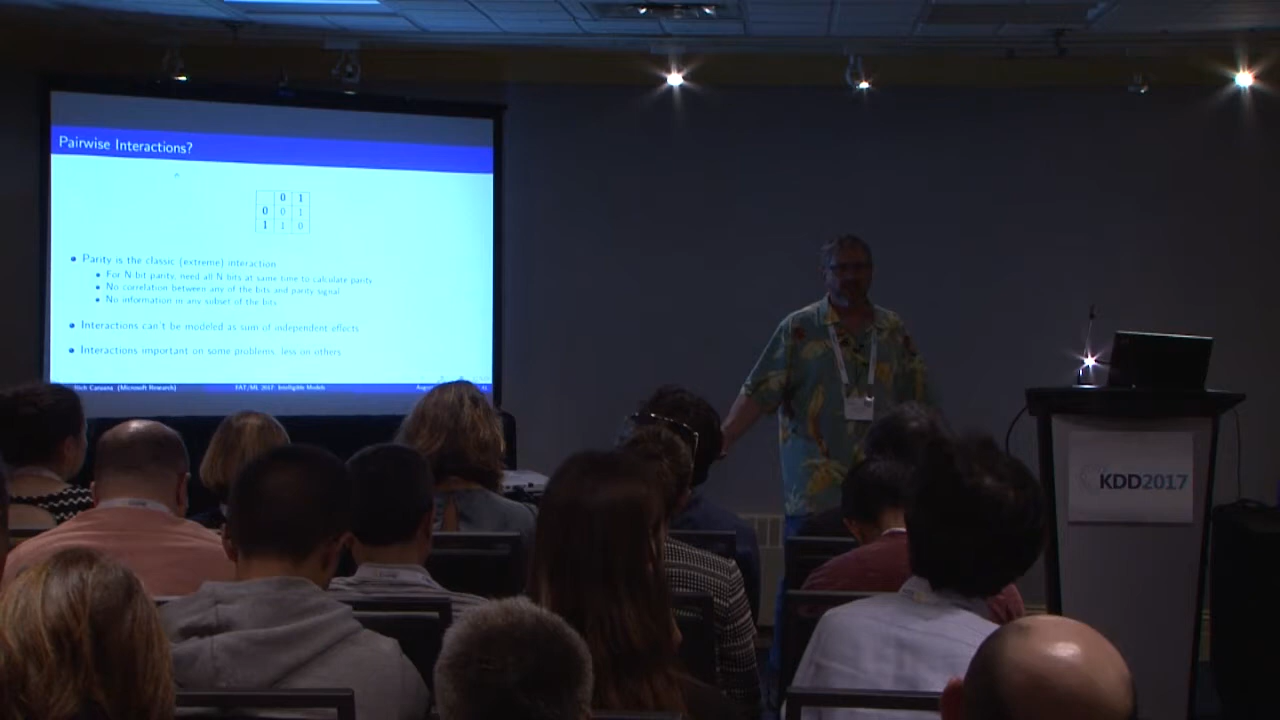 Pairwise Interactions?
0 1
0 0 1
1 1 0
Parity is the classic (extreme) interaction
For N bit parity, need all N bits at same time to calculate parity
No correlation between any of the bits and parity signal
No information in any subset of the bits
Interactions can't be modeled as sum of independent effects
Interactions important on some problems, less on others
Rich Caruana (Microsoft Research) FAT/ML 2017: Intelligible Models August
KDD2017